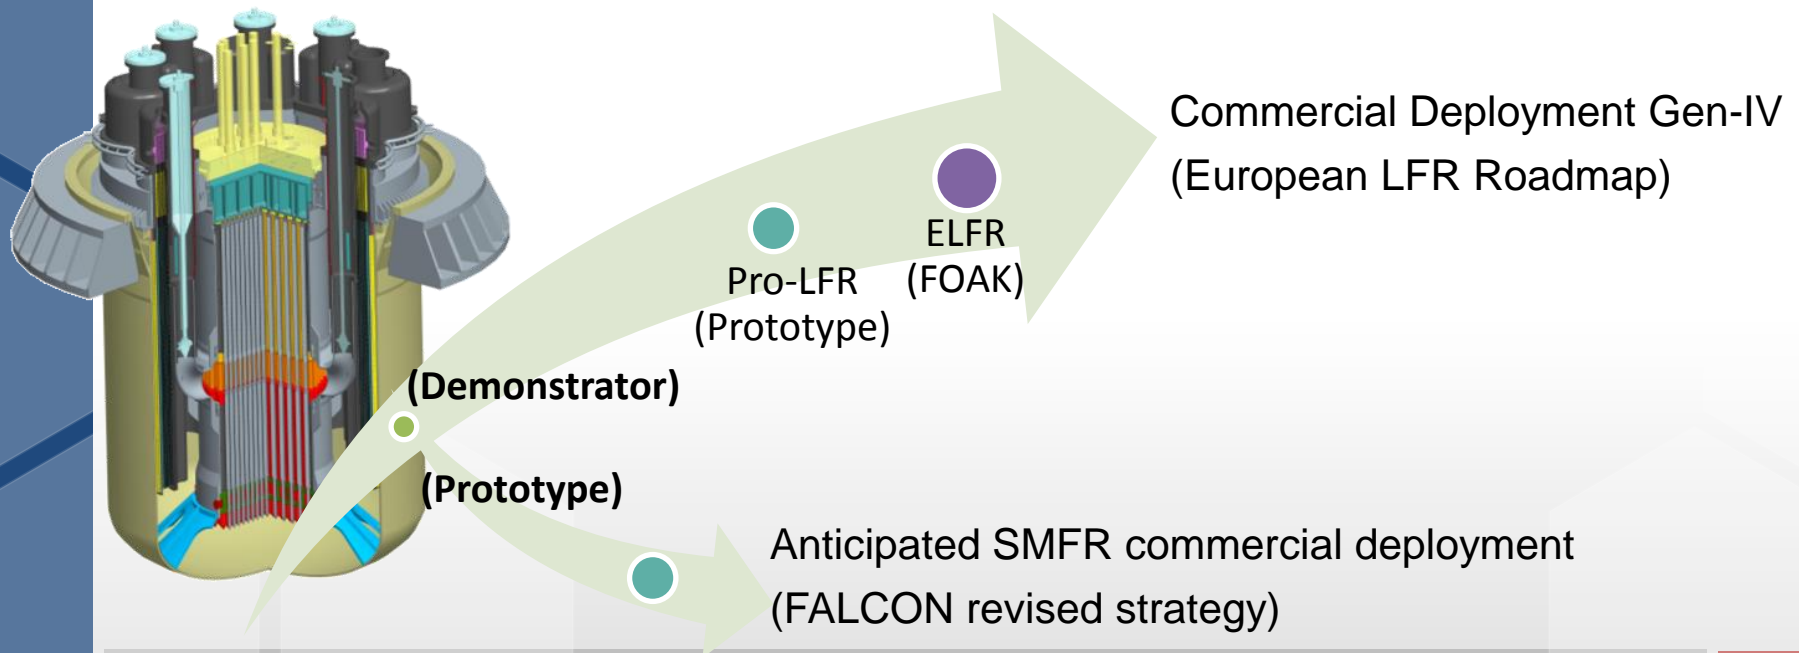 Commercial Deployment Gen-IV
(European LFR Roadmap)
ELFR
(FOAK)
Pro-LFR
(Prototype)
(Demonstrator)
(Prototype)
Anticipated SMFR commercial deployment
(FALCON revised strategy)